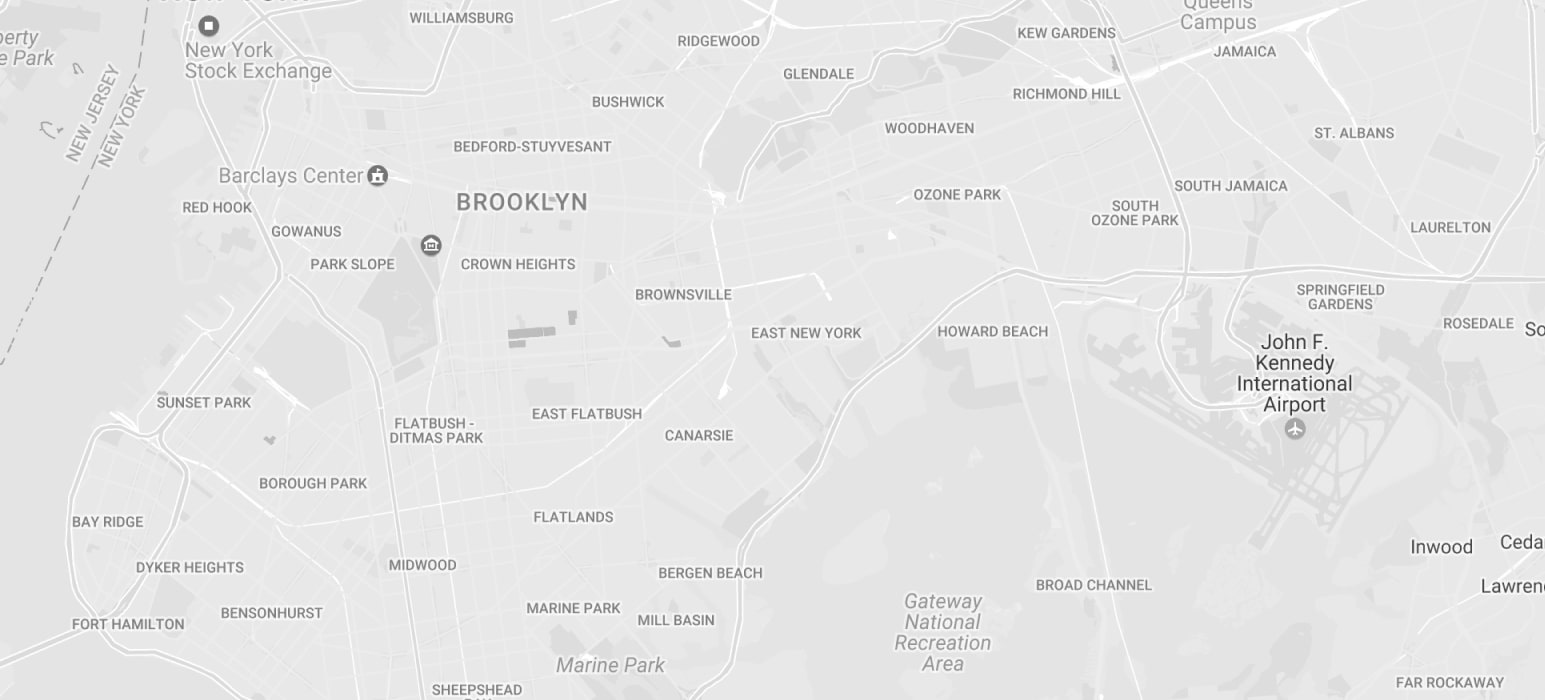 WILLIAMSBURG
New York
Stock Exchange
e Park
NEW JERSEY
NEW YORK
RIDGEWOOD
KEW GARDENS
Queens
Campus
JAMAICA
GLENDALE
RICHMOND HILL
BUSHWICK
WOODHAVEN
ST. ALBANS
BEDFORD-STUYVESANT
Barclays Center
BROOKLYN
RED HOOK
OZONE PARK
SOUTH JAMAICA
SOUTH
OZONE PARK
GOWANUS
LAURELTON
PARK SLOPE
CROWN HEIGHTS
BROWNSVILLE
SPRINGFIELD
GARDENS
EAST NEW YORK
HOWARD BEACH
ROSEDALE
So
John F.
Kennedy
International
Airport
SUNSET PARK
FLATBUSH -
DITMAS PARK
EAST FLATBUSH
CANARSIE
BOROUGH PARK
BAY RIDGE
FLATLANDS
Inwood
Ceda
DYKER HEIGHTS
MIDWOOD
BERGEN BEACH
BROAD CHANNEL
Lawren
FORT HAMILTON
BENSONHURST
MARINE PARK
MILL BASIN
Gateway
National
Recreation
Area
Marine Park
SHEEPSHEAD
FAR ROCKAWAY